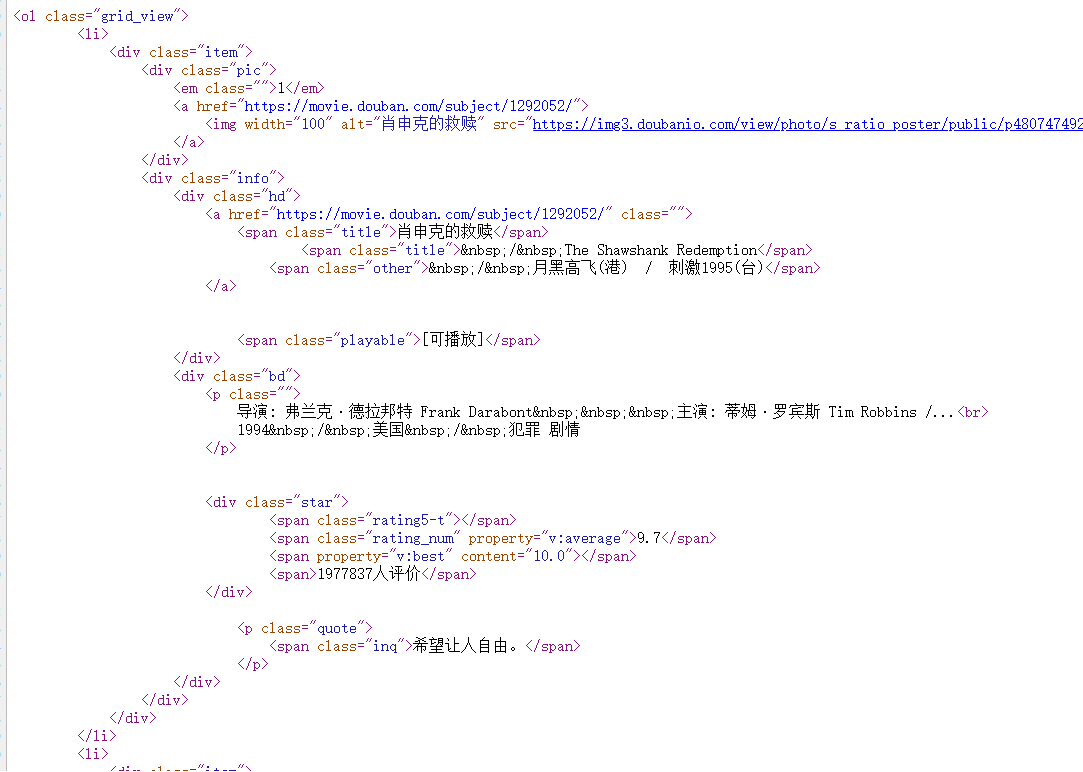 <ol class="grid_view">
<li>
<div class="item">
<div class="pic">
<em class="">1</em>
<a href="https://movie.douban.com/subject/1292052/">
<img width="100" alt="肖申克的救赎" src="https://img3.doubanio.com/view/photo/s_ratio_poster/public/p480747492
</a>
</div>
<div class="info">
<div class="hd">
<a href="https://movie.douban.com/subject/1292052/" class="">
<span class="title">肖申克的救赎</span>
<span class="title">&nbsp;/&nbsp;The Shawshank Redemption</span>
<span class="other">&nbsp;/&nbsp;月黑高飞(港)  /  刺激1995(台)</span>
</a>
<span class="playable">[可播放]</span>
</div>
<div class="bd">
<p class="">
导演: 弗兰克·德拉邦特 Frank Darabont&nbsp;&nbsp;&nbsp;主演: 蒂姆·罗宾斯 Tim Robbins /...<br>
1994&nbsp;/&nbsp;美国&nbsp;/&nbsp;犯罪 剧情
</p>
<div class="star">
<span class="rating5-t"></span>
<span class="rating_num" property="v:average">9.7</span>
<span property="v:best" content="10.0"></span>
<span>1977837人评价</span>
</div>
<p class="quote">
<span class="inq">希望让人自由。</span>
</p>
</div>
</div>
</div>
</li>
<li>
<div class="item">